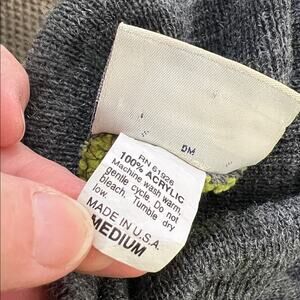 DM
RN 61926
100% ACRYLIC
Machine wash warm,
gentle cycle. Do not
bleach. Tumble dry
low.
MADE IN U.S.A.
MEDIUM